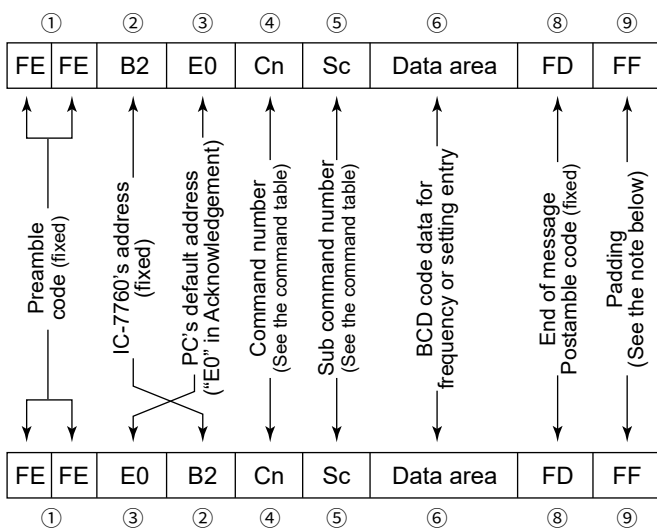 ① ② ③ ④ ⑤ ⑥ ⑧ ⑨
FE FE B2 E0 Cn Sc Data area FD FF
Preamble
code (fixed)
IC-7760’s address
(fixed)
PC’s default address
(“E0” in Acknowledgement)
Command number
(See the command table)
Sub command number
(See the command table)
BCD code data for
frequency or setting entry
End of message
Postamble code (fixed)
Padding
(See the note below)
FE FE E0 B2 Cn Sc Data area FD FF
① ③ ② ④ ⑤ ⑥ ⑧ ⑨